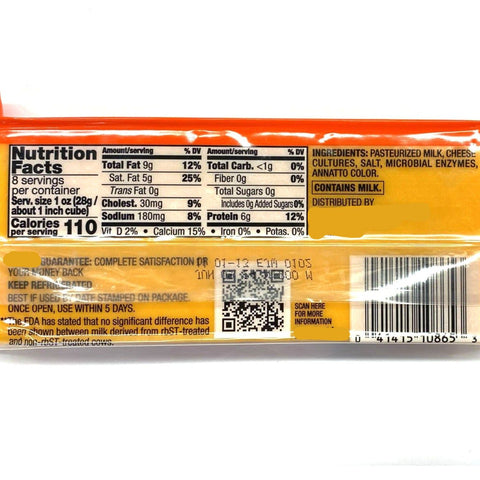 Nutrition Facts
8 servings per container
Serv. size 1 oz (28g / about 1 inch cube)
Calories per serving 110
Amount/serving % DV
Total Fat 9g 12%
Sat. Fat 5g 25%
Trans Fat 0g
Cholest. 30mg 9%
Sodium 180mg 8%
Amount/serving % DV
Total Carb. <1g 0%
Fiber 0g 0%
Total Sugars 0g
Includes 0g Added Sugars 0%
Protein 6g 12%
Vit D 2% • Calcium 15% • Iron 0% • Potas. 0%
INGREDIENTS: PASTEURIZED MILK, CHEESE
CULTURES, SALT, MICROBIAL ENZYMES,
ANNATTO COLOR.
CONTAINS MILK.
DISTRIBUTED BY
GUARANTEE: COMPLETE SATISFACTION OR
YOUR MONEY BACK
KEEP REFRIGERATED
BEST IF USED BY DATE STAMPED ON PACKAGE.
ONCE OPEN, USE WITHIN 5 DAYS.
*The FDA has stated that no significant difference has
been shown between milk derived from rbST-treated
and non-rbST-treated cows.
SCAN HERE
FOR MORE
INFORMATION
0 41415 10865 3